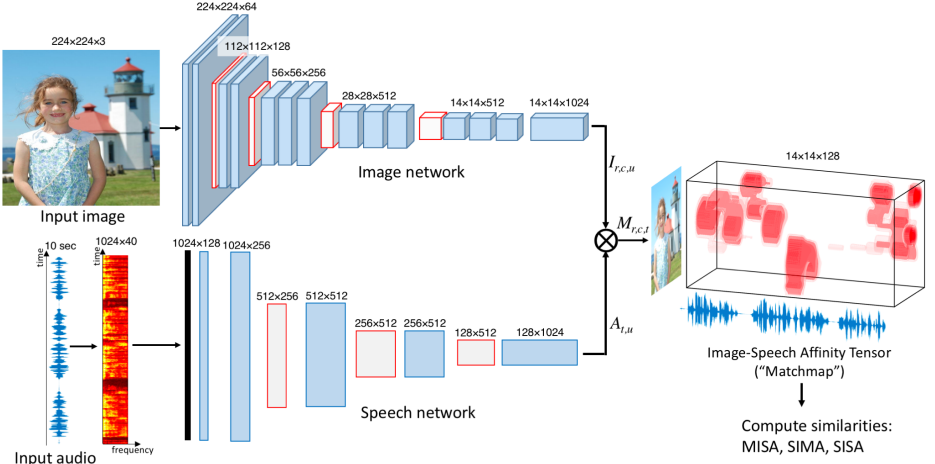 224×224×3
Input image
224×224×64
112×112×128
56×56×256
28×28×512
14×14×512
14×14×1024
Image network
I r,c,u
M r,c,t
A t,u
10 sec
time
1024×40
time
frequency
Input audio
1024×128
1024×256
512×256
512×512
256×512
256×512
128×512
128×1024
Speech network
14×14×128
Image-Speech Affinity Tensor
(“Matchmap”)
Compute similarities:
MISA, SIMA, SISA